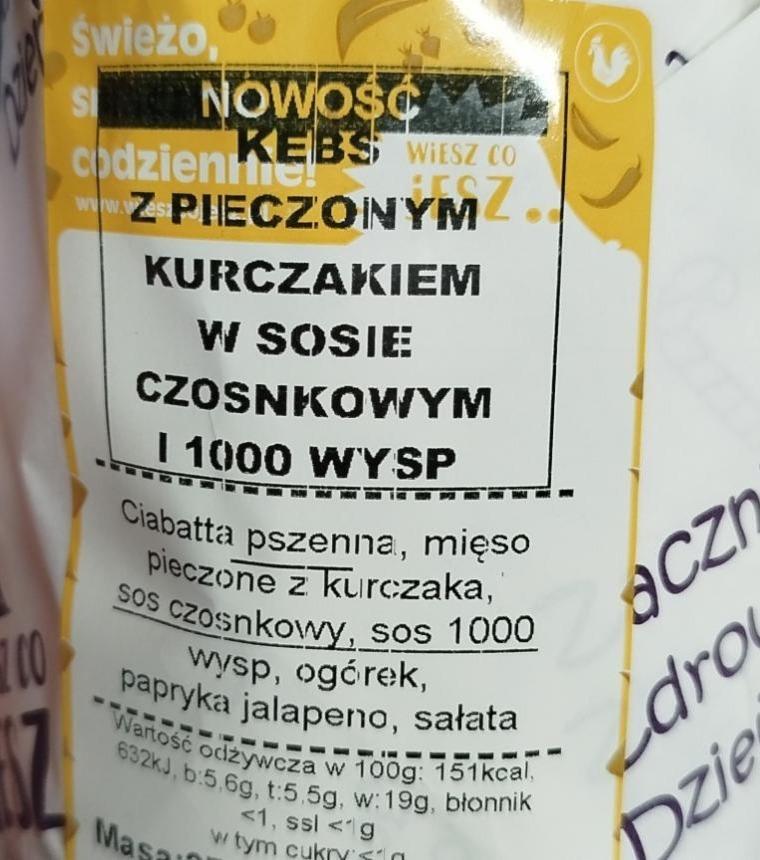 świeżo,
NOWOŚĆ
KEBS
codziennie!
WiESZ CO
iESZ..
Z PIECZONYM
KURCZAKIEM
W SOSIE
CZOSNKOWYM
I 1000 WYSP
Ciabatta pszenna, mięso
pieczone z kurczaka,
sos czosnkowy, sos 1000
wysp, ogórek,
papryka jalapeno, sałata
Wartość odżywcza w 100g: 151kcal,
632kJ, b:5,6g, t:5,5g, w:19g, błonnik
<1, ssl <1g
w tym cukry <1g